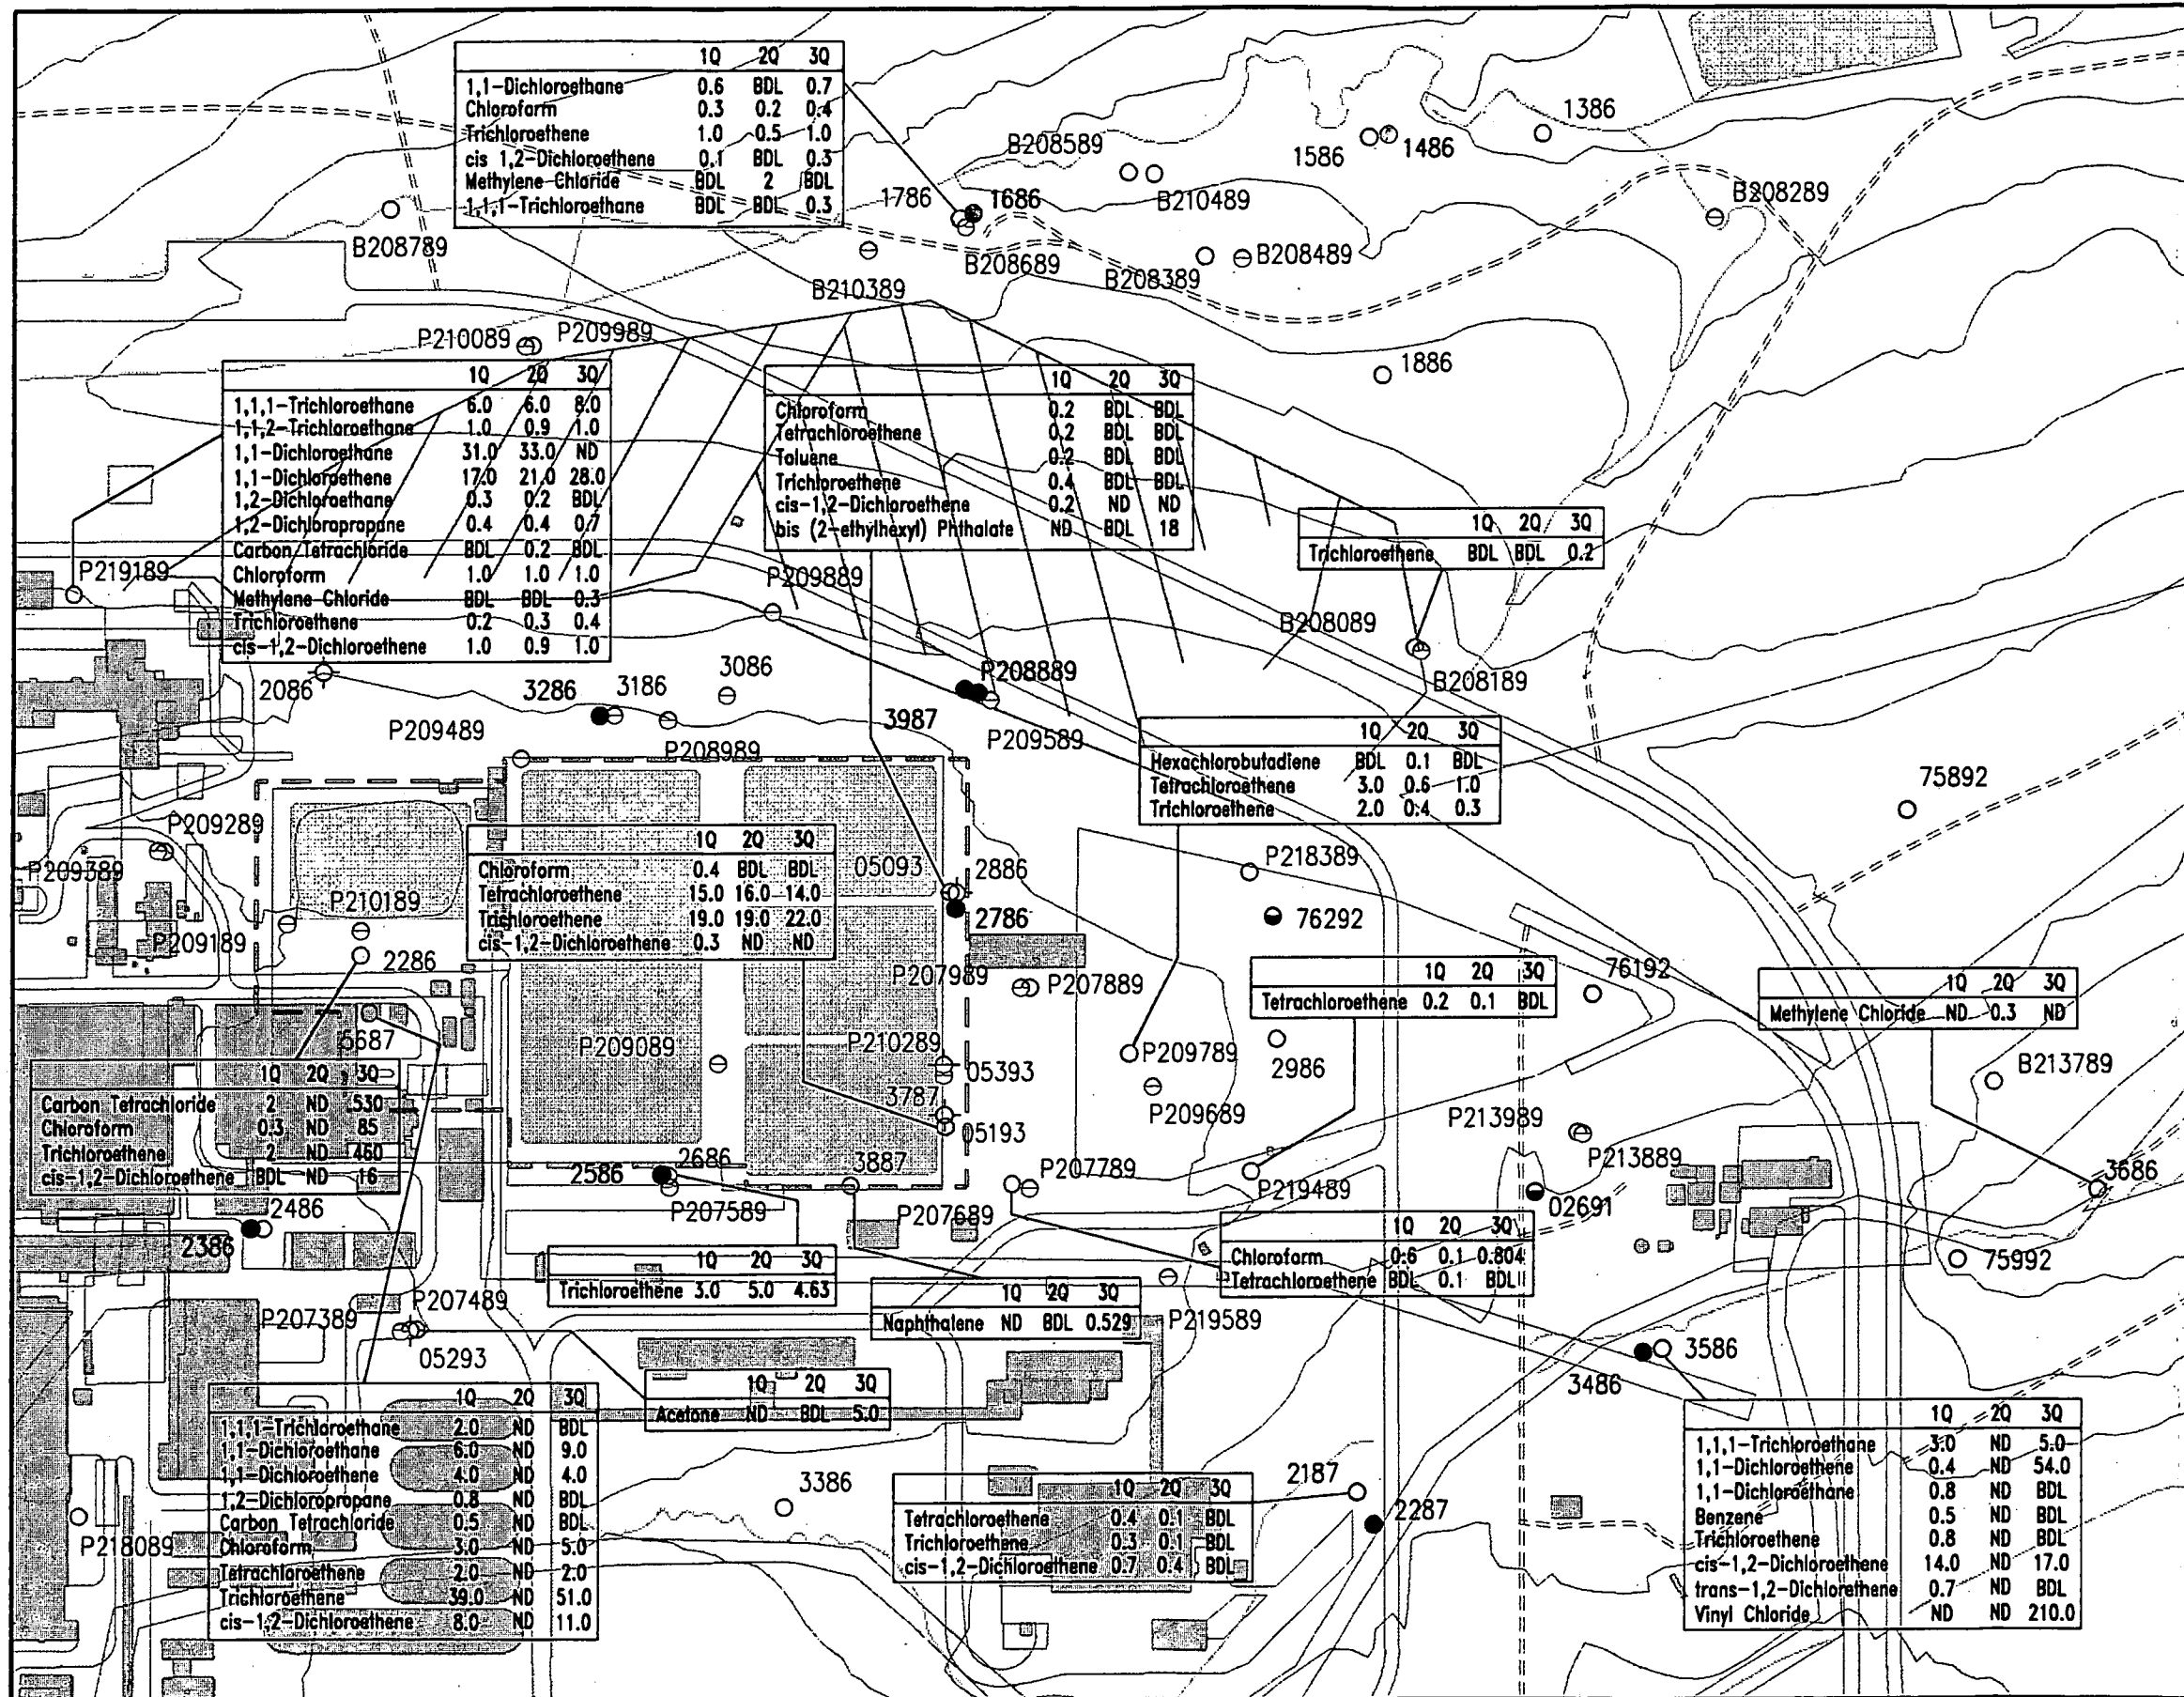 1Q 2Q 3Q
1,1-Dichloroethane 0.6 BDL 0.7
Chloroform 0.3 0.2 0.4
Trichloroethene 1.0 0.5 1.0
cis 1,2-Dichloroethene 0.1 BDL 0.3
Methylene Chloride BDL 2 BDL
1,1,1-Trichloroethane BDL BDL 0.3
1386
B208589
1586
1486
B210489
B208289
1786
1686
B208789
B208689
B208389
B208489
B210389
P210089
P209989
1886
1Q 2Q 3Q
1,1,1-Trichloroethane 6.0 6.0 8.0
1,1,2-Trichloroethane 1.0 0.9 1.0
1,1-Dichloroethane 31.0 33.0 ND
1,1-Dichloroethene 17.0 21.0 28.0
1,2-Dichloroethane 0.3 0.2 BDL
1,2-Dichloropropane 0.4 0.4 0.7
Carbon Tetrachloride BDL 0.2 BDL
Chloroform 1.0 1.0 1.0
Methylene Chloride BDL BDL 0.3
Trichloroethene 0.2 0.3 0.4
cis-1,2-Dichloroethene 1.0 0.9 1.0
1Q 2Q 3Q
Chloroform 0.2 BDL BDL
Tetrachloroethene 0.2 BDL BDL
Toluene 0.2 BDL BDL
Trichloroethene 0.4 BDL BDL
cis-1,2-Dichloroethene 0.2 ND ND
bis (2-ethylhexyl) Phthalate ND BDL 18
1Q 2Q 3Q
Trichloroethene BDL BDL 0.2
P219189
P209889
B208089
B208189
2086
3286
3186
3086
P208889
3987
P209489
P208989
P209589
1Q 2Q 3Q
Hexachlorobutadiene BDL 0.1 BDL
Tetrachloroethene 3.0 0.6 1.0
Trichloroethene 2.0 0.4 0.3
75892
P209289
P209389
P210189
P209189
2286
1Q 2Q 3Q
Chloroform 0.4 BDL BDL
Tetrachloroethene 15.0 16.0 14.0
Trichloroethene 19.0 19.0 22.0
cis-1,2-Dichloroethene 0.3 ND ND
05093
2886
2786
P218389
76292
P207989
P207889
1Q 2Q 3Q
Tetrachloroethene 0.2 0.1 BDL
76192
1Q 2Q 3Q
Methylene Chloride ND 0.3 ND
5687
P209089
P210289
05393
P209789
P209689
2986
B213789
3787
05193
P213989
P213889
1Q 2Q 3Q
Carbon Tetrachloride 2 ND 530
Chloroform 0.3 ND 85
Trichloroethene 2 ND 460
cis-1,2-Dichloroethene BDL ND 16
2586
2686
3887
P207789
P219489
02691
3686
2486
2386
P207589
P207689
75992
1Q 2Q 3Q
Chloroform 0.6 0.1 0.804
Tetrachloroethene BDL 0.1 BDL
1Q 2Q 3Q
Trichloroethene 3.0 5.0 4.63
1Q 2Q 3Q
Naphthalene ND BDL 0.529
P219589
P207389
P207489
05293
3586
3486
1Q 2Q 3Q
Acetone ND BDL 5.0
1Q 2Q 3Q
1,1,1-Trichloroethane 2.0 ND BDL
1,1-Dichloroethane 6.0 ND 9.0
1,1-Dichloroethene 4.0 ND 4.0
1,2-Dichloropropane 0.8 ND BDL
Carbon Tetrachloride 0.5 ND BDL
Chloroform 3.0 ND 5.0
Tetrachloroethene 2.0 ND 2.0
Trichloroethene 39.0 ND 51.0
cis-1,2-Dichloroethene 8.0 ND 11.0
P218089
3386
1Q 2Q 3Q
Tetrachloroethene 0.4 0.1 BDL
Trichloroethene 0.3 0.1 BDL
cis-1,2-Dichloroethene 0.7 0.4 BDL
2187
2287
1Q 2Q 3Q
1,1,1-Trichloroethane 3.0 ND 5.0
1,1-Dichloroethene 0.4 ND 54.0
1,1-Dichloroethane 0.8 ND BDL
Benzene 0.5 ND BDL
Trichloroethene 0.8 ND BDL
cis-1,2-Dichloroethene 14.0 ND 17.0
trans-1,2-Dichlorethene 0.7 ND BDL
Vinyl Chloride ND ND 210.0